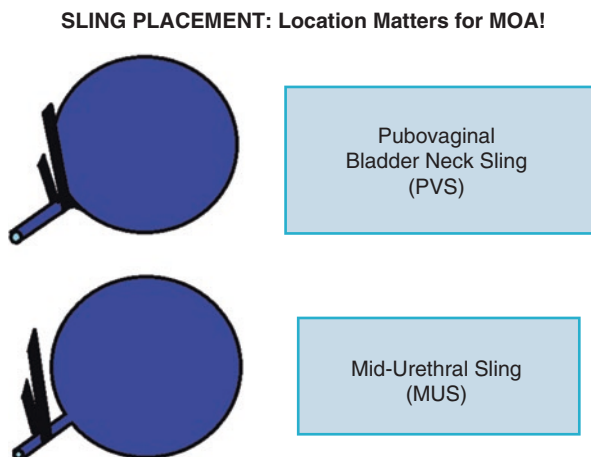 SLING PLACEMENT: Location Matters for MOA!
Pubovaginal
Bladder Neck Sling
(PVS)
Mid-Urethral Sling
(MUS)